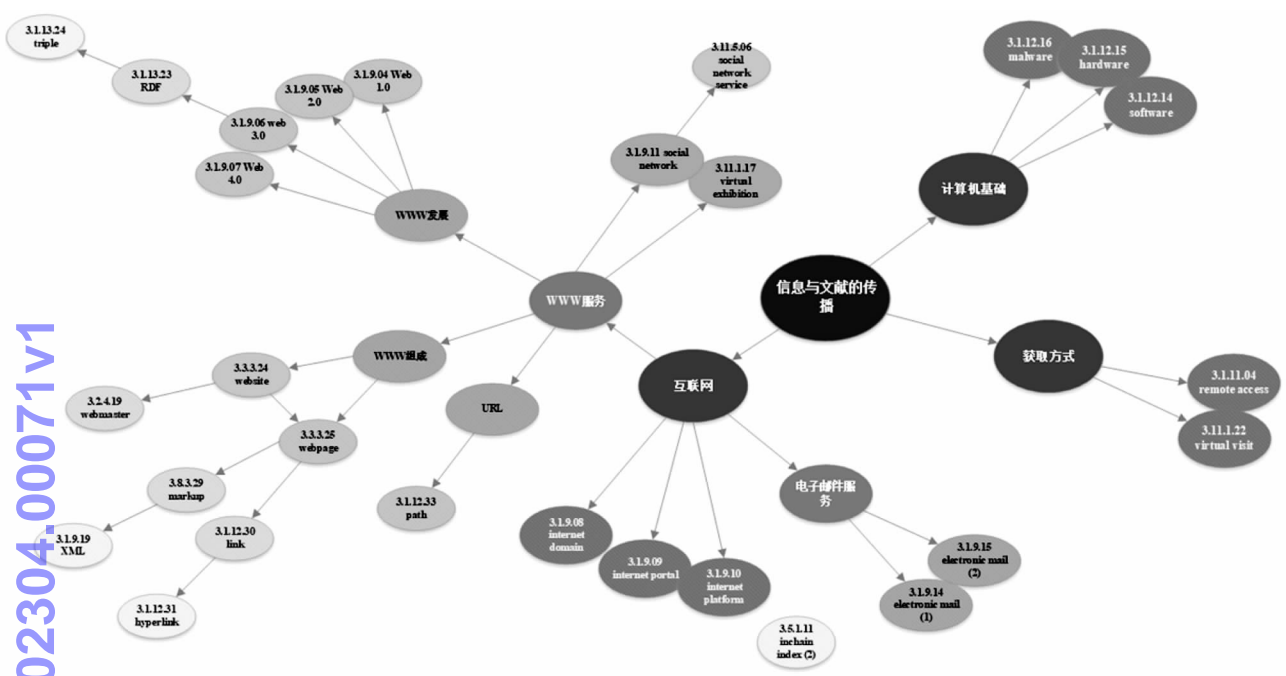 3.1.13.24
triple
3.1.13.23
RDF
3.1.9.04 Web
1.0
3.1.9.05 Web
2.0
3.1.9.06 web
3.0
3.1.9.07 Web
4.0
WWW发展
3.11.5.06
social
network
service
3.1.9.11 social
network
3.11.1.17
virtual
exhibition
3.1.12.16
malware
3.1.12.15
hardware
3.1.12.14
software
计算机基础
WWW服务
信息与文献的传
播
WWW组成
3.3.3.24
website
3.2.4.19
webmaster
3.3.3.25
webpage
3.8.3.29
markup
3.1.9.19
XML
3.1.12.30
link
3.1.12.31
hyperlink
URL
3.1.12.33
path
互联网
获取方式
3.1.11.04
remote access
3.11.1.22
virtual visit
电子邮件服
务
3.1.9.08
internet
domain
3.1.9.09
internet portal
3.1.9.10
internet
platform
3.1.9.15
electronic mail
(2)
3.1.9.14
electronic mail
(1)
3.5.1.11
inchain
index (2)
02304.00071v1